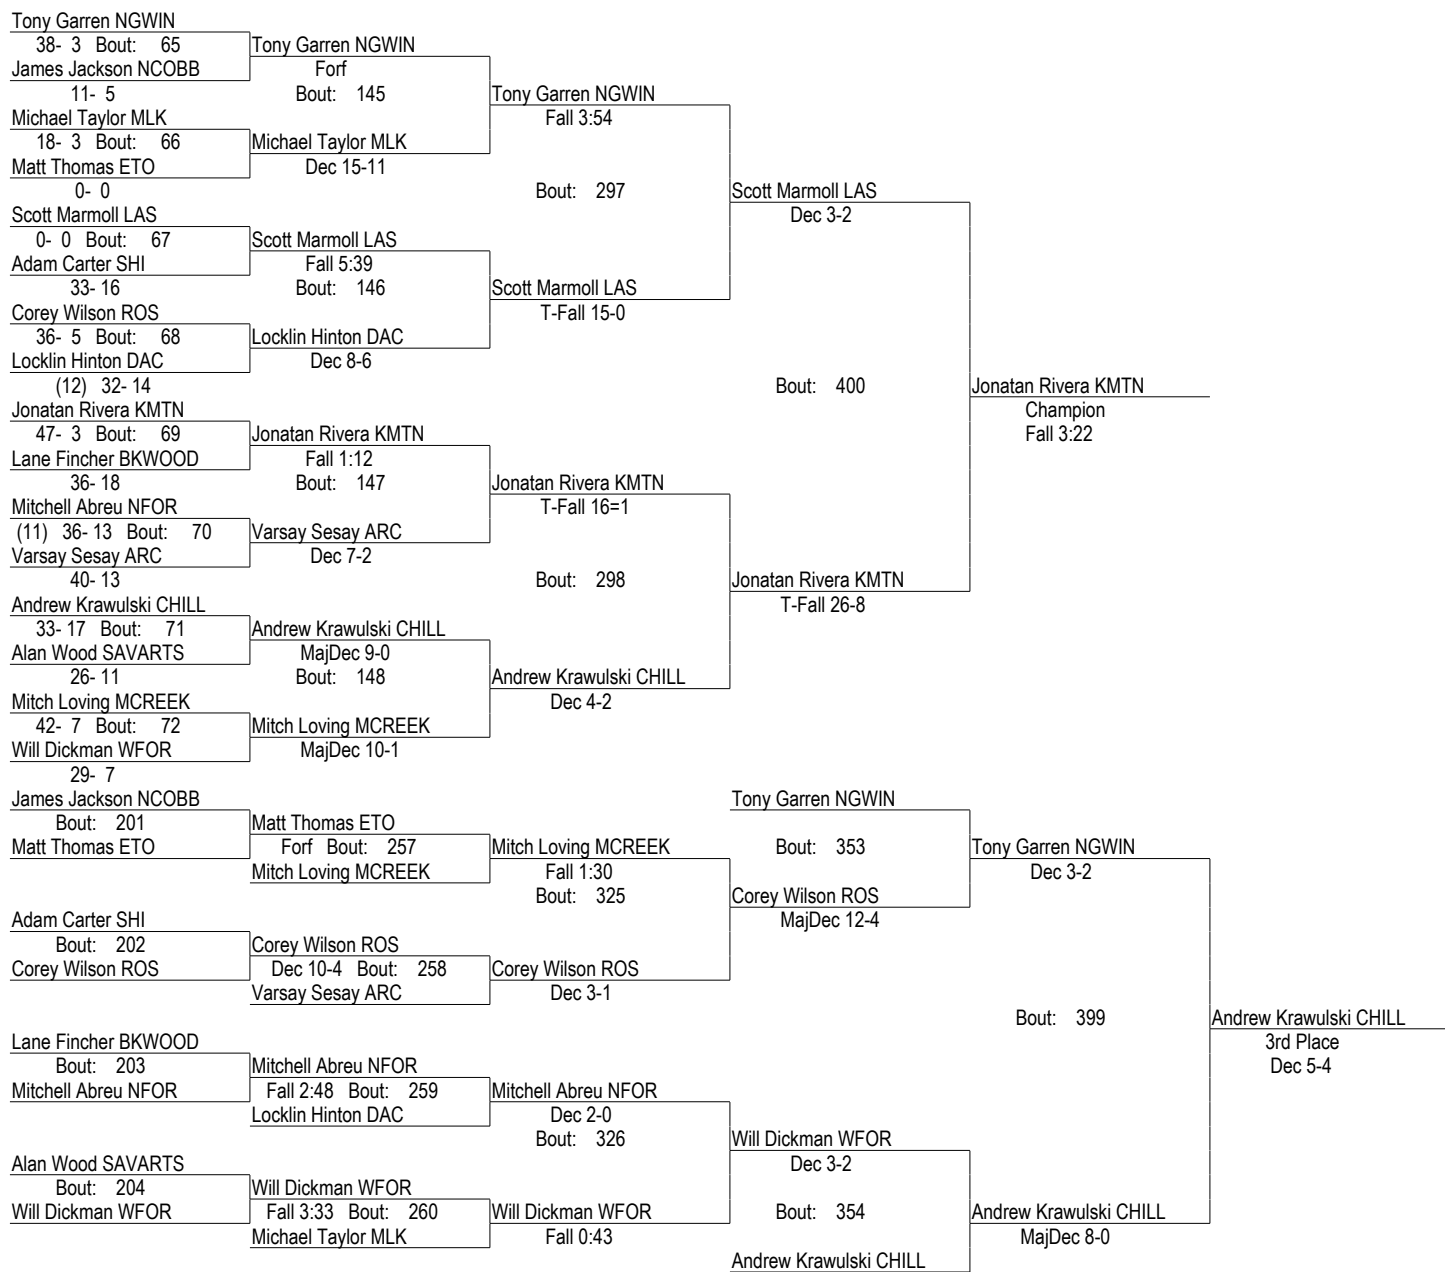 Tony Garren NGWIN
38- 3 Bout: 65 Tony Garren NGWIN
James Jackson NCOBB Forf
11- 5 Bout: 145 Tony Garren NGWIN
Michael Taylor MLK Fall 3:54
18- 3 Bout: 66 Michael Taylor MLK
Matt Thomas ETO Dec 15-11
0- 0 Bout: 297 Scott Marmoll LAS
Scott Marmoll LAS Dec 3-2
0- 0 Bout: 67 Scott Marmoll LAS
Adam Carter SHI Fall 5:39
33- 16 Bout: 146 Scott Marmoll LAS
Corey Wilson ROS T-Fall 15-0
36- 5 Bout: 68 Locklin Hinton DAC
Locklin Hinton DAC Dec 8-6
(12) 32- 14 Bout: 400 Jonatan Rivera KMTN
Jonatan Rivera KMTN Champion
47- 3 Bout: 69 Jonatan Rivera KMTN Fall 3:22
Lane Fincher BKWOOD Fall 1:12
36- 18 Bout: 147 Jonatan Rivera KMTN
Mitchell Abreu NFOR T-Fall 16=1
(11) 36- 13 Bout: 70 Varsay Sesay ARC
Varsay Sesay ARC Dec 7-2
40- 13 Bout: 298 Jonatan Rivera KMTN
Andrew Krawulski CHILL T-Fall 26-8
33- 17 Bout: 71 Andrew Krawulski CHILL
Alan Wood SAVARTS MajDec 9-0
26- 11 Bout: 148 Andrew Krawulski CHILL
Mitch Loving MCREEK Dec 4-2
42- 7 Bout: 72 Mitch Loving MCREEK
Will Dickman WFOR MajDec 10-1
29- 7
James Jackson NCOBB Tony Garren NGWIN
Bout: 201 Matt Thomas ETO
Matt Thomas ETO Forf Bout: 257 Mitch Loving MCREEK Bout: 353 Tony Garren NGWIN
Mitch Loving MCREEK Fall 1:30 Dec 3-2
Bout: 325 Corey Wilson ROS
Adam Carter SHI MajDec 12-4
Bout: 202 Corey Wilson ROS
Corey Wilson ROS Dec 10-4 Bout: 258 Corey Wilson ROS
Varsay Sesay ARC Dec 3-1
Bout: 399 Andrew Krawulski CHILL
Lane Fincher BKWOOD 3rd Place
Bout: 203 Mitchell Abreu NFOR Dec 5-4
Mitchell Abreu NFOR Fall 2:48 Bout: 259 Mitchell Abreu NFOR
Locklin Hinton DAC Dec 2-0
Bout: 326 Will Dickman WFOR
Alan Wood SAVARTS Dec 3-2
Bout: 204 Will Dickman WFOR
Will Dickman WFOR Fall 3:33 Bout: 260 Will Dickman WFOR Bout: 354 Andrew Krawulski CHILL
Michael Taylor MLK Fall 0:43 MajDec 8-0
Andrew Krawulski CHILL